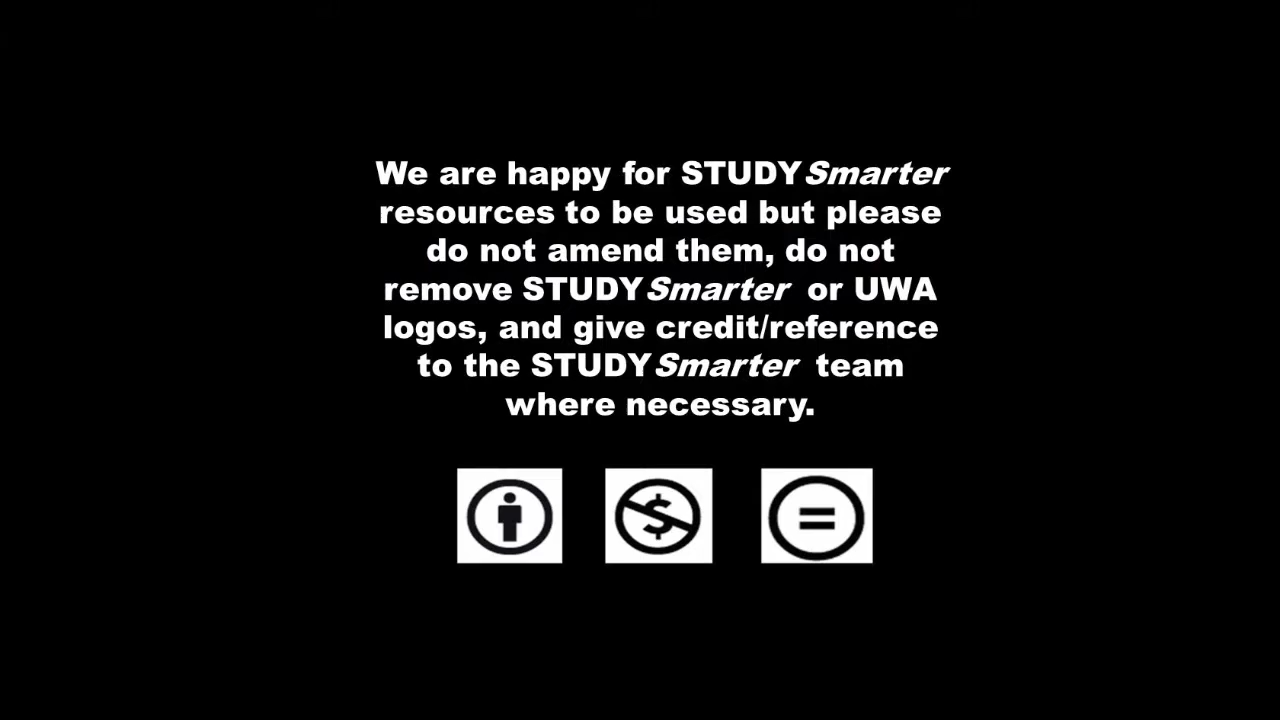 We are happy for STUDYSmarter
resources to be used but please
do not amend them, do not
remove STUDYSmarter or UWA
logos, and give credit/reference
to the STUDYSmarter team
where necessary.